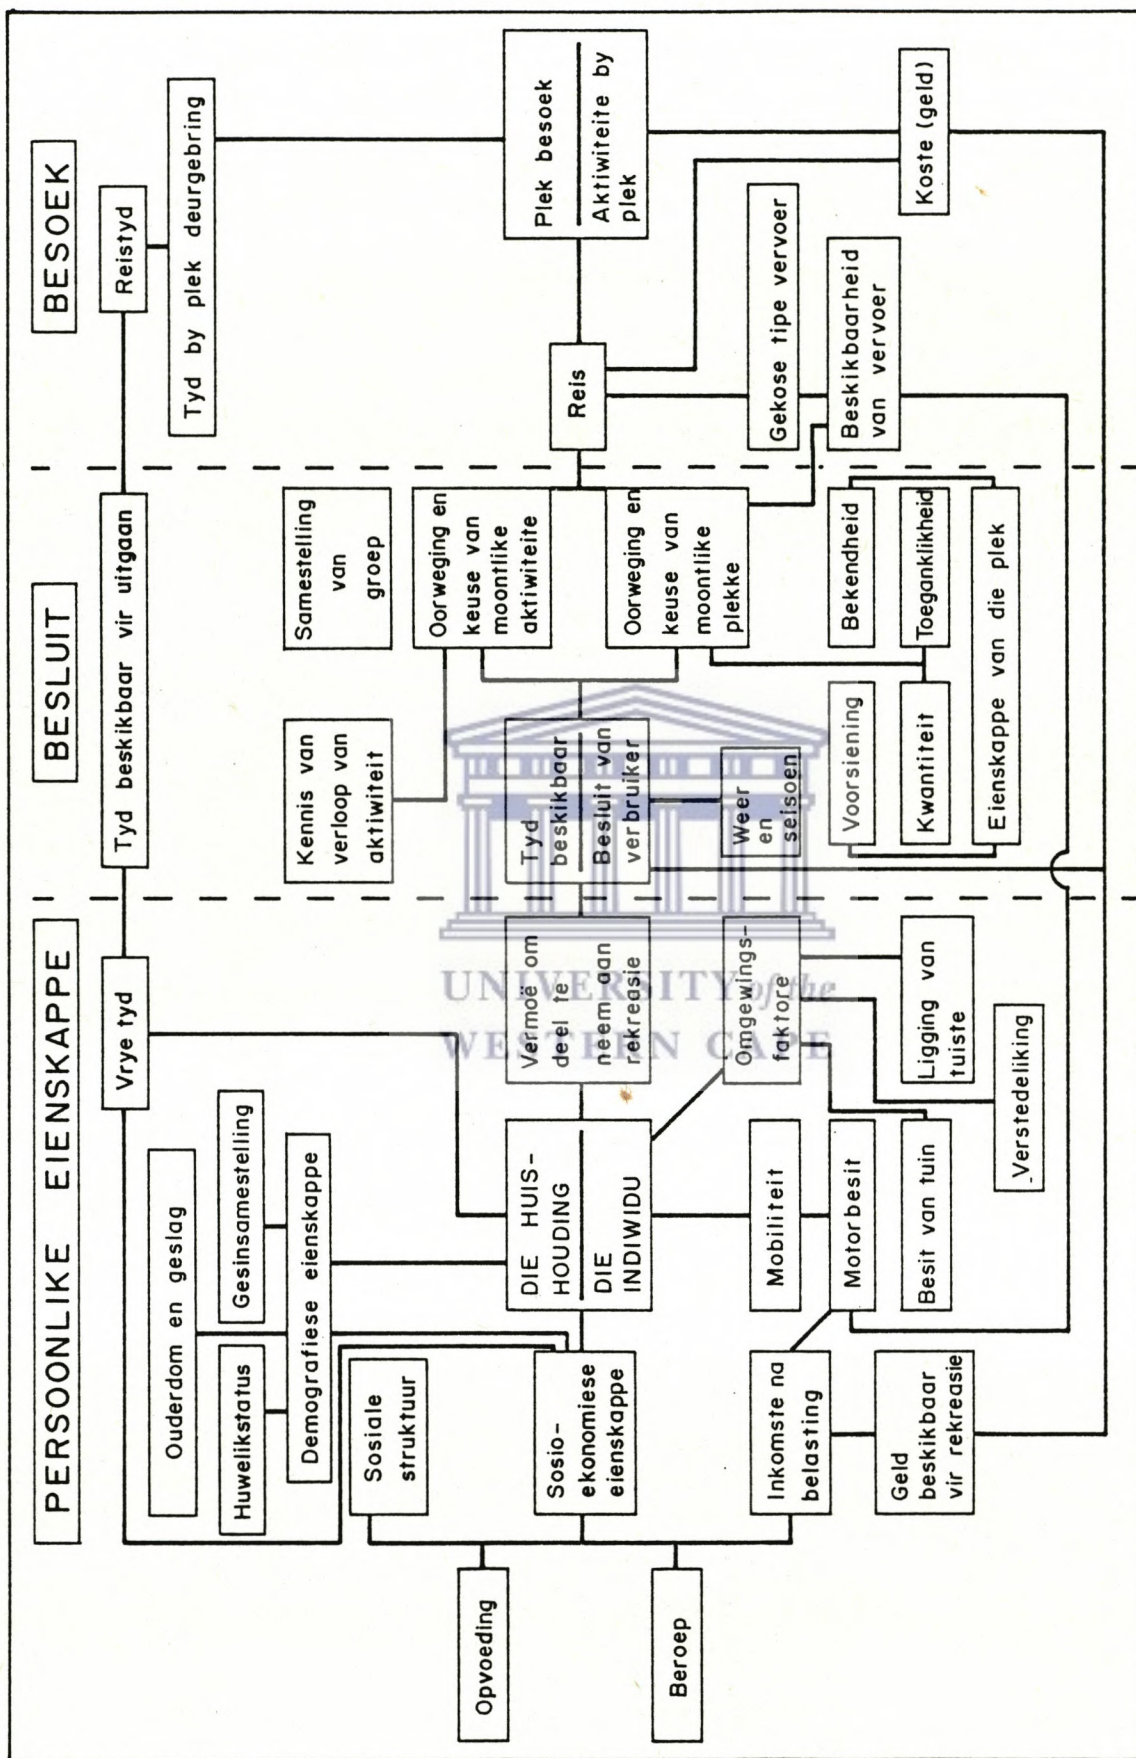 PERSOONLIKE EIENSKAPPE
BESLUIT
BESOEK
Vrye tyd
Tyd beskikbaar vir uitgaan
Reistyd
Tyd by plek deurgebring
Ouderdom en geslag
Huwelikstatus
Gesinsamestelling
Demografiese eienskappe
Sosiale
struktuur
Opvoeding
Beroep
Sosio-
ekonomiese
eienskappe
Inkomste na
belasting
Geld
beskikbaar
vir rekreasie
DIE HUIS-
HOUDING
DIE
INDIWIDU
Mobiliteit
Motorbesit
Besit van tuin
Verstedeliking
Vermoë om
deel te
neem aan
rekreasie
Omgewings-
faktore
Ligging van
tuiste
Kennis van
verloop van
aktiwiteit
Samestelling
van
groep
Tyd
beskikbaar
Besluit van
verbruiker
Weer
en
seisoen
Oorweging en
keuse van
moontlike
aktiwiteite
Oorweging en
keuse van
moontlike
plekke
Voorsiening
Bekendheid
Kwantiteit
Toeganklikheid
Eienskappe van die plek
Reis
Plek besoek
Aktiwiteite by
plek
Gekose tipe vervoer
Beskikbaarheid
van vervoer
Koste (geld)
UNIVERSITY of the
WESTERN CAPE